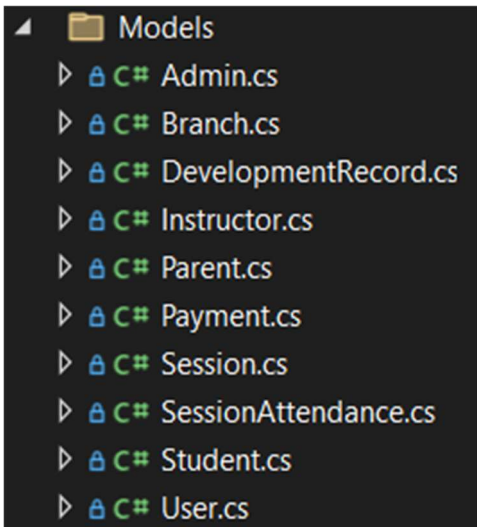 Models
C# Admin.cs
C# Branch.cs
C# DevelopmentRecord.cs
C# Instructor.cs
C# Parent.cs
C# Payment.cs
C# Session.cs
C# SessionAttendance.cs
C# Student.cs
C# User.cs